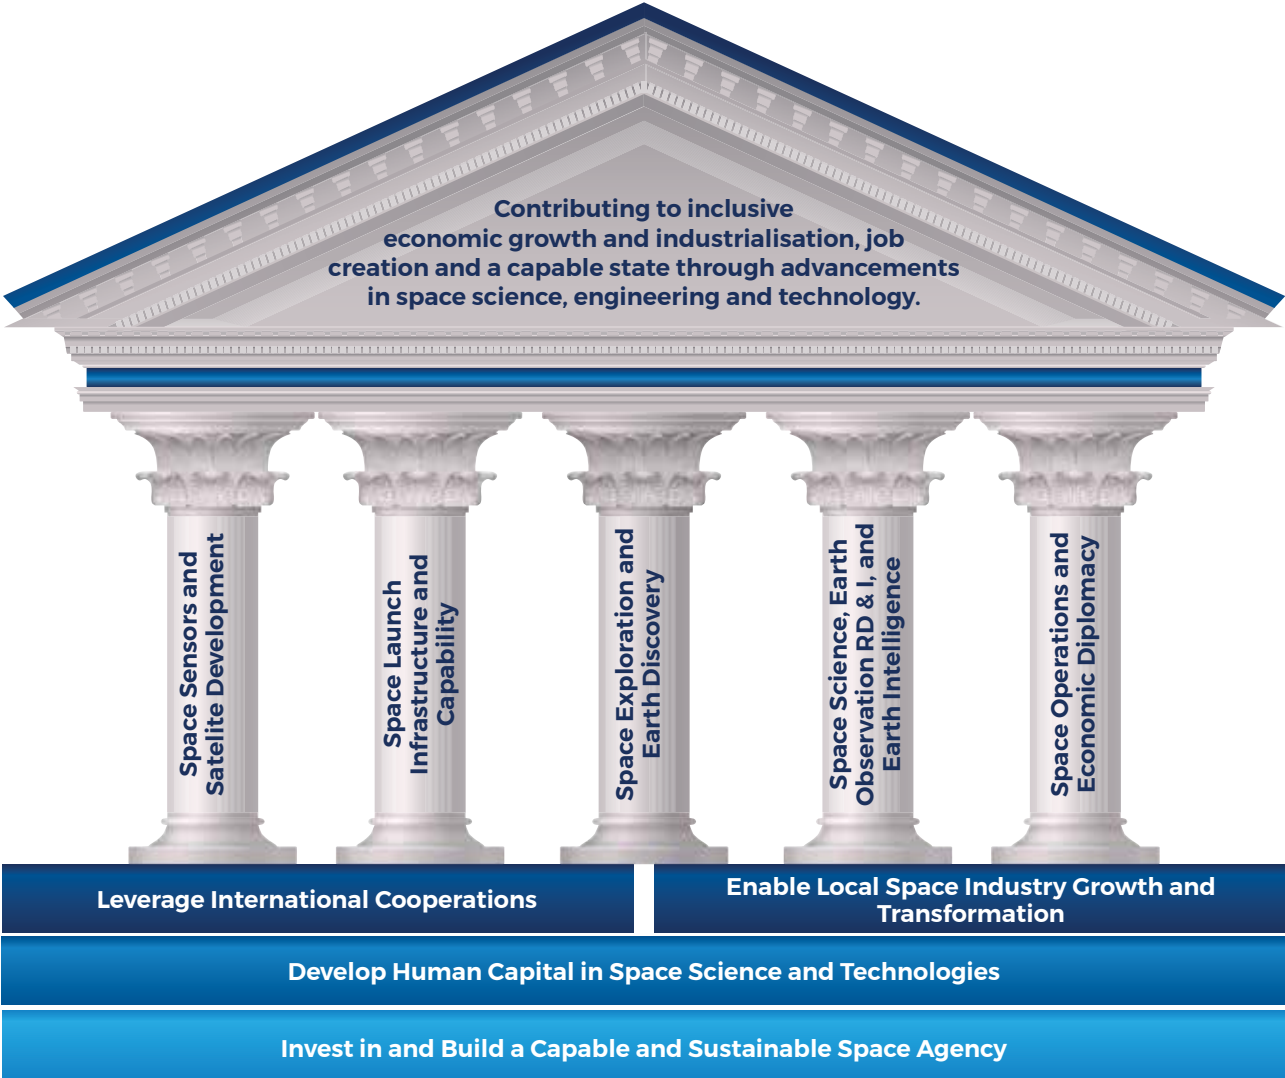 Contributing to inclusive
economic growth and industrialisation, job
creation and a capable state through advancements
in space science, engineering and technology.
Space Sensors and
Satelite Development
Space Launch
Infrastructure and
Capability
Space Exploration and
Earth Discovery
Space Science, Earth
Observation RD & I, and
Earth Intelligence
Space Operations and
Economic Diplomacy
Leverage International Cooperations
Enable Local Space Industry Growth and
Transformation
Develop Human Capital in Space Science and Technologies
Invest in and Build a Capable and Sustainable Space Agency